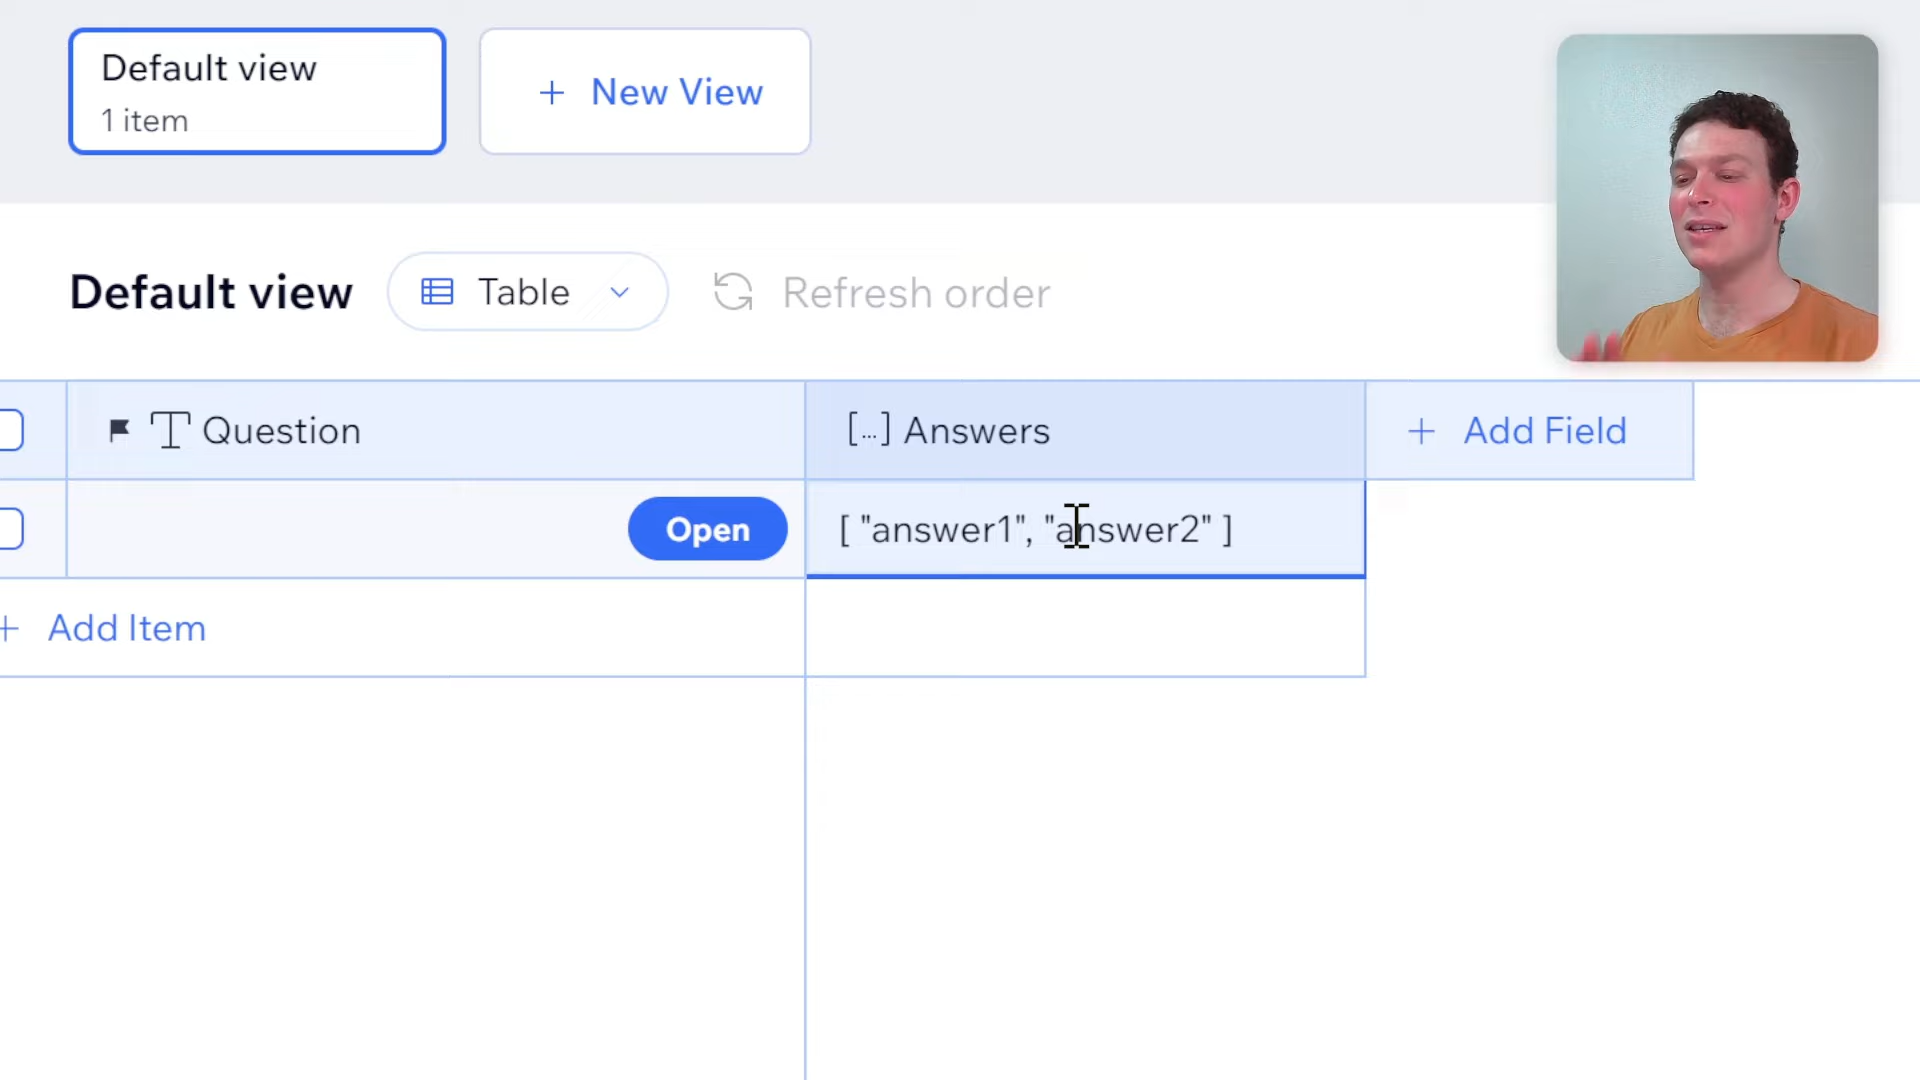 Default view
1 item
+ New View
Default view
Table
Refresh order
Question
[...] Answers
+ Add Field
Open
[ "answer1", "answer2" ]
+ Add Item